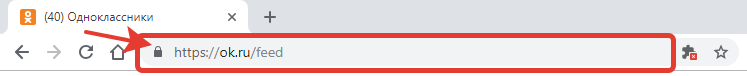 (40) Одноклассники
https://ok.ru/feed